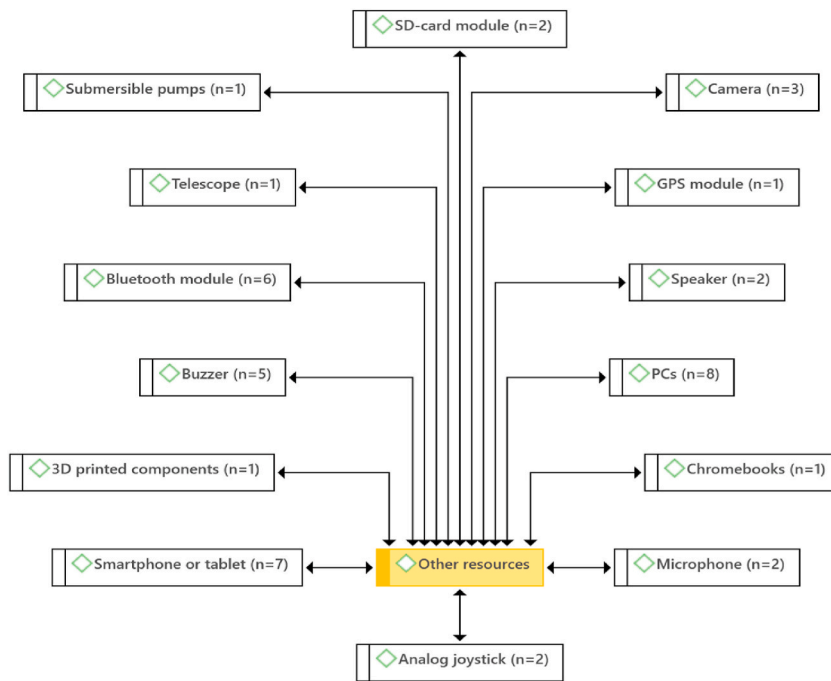 SD-card module (n=2)
Submersible pumps (n=1)
Camera (n=3)
Telescope (n=1)
GPS module (n=1)
Bluetooth module (n=6)
Speaker (n=2)
Buzzer (n=5)
PCs (n=8)
3D printed components (n=1)
Chromebooks (n=1)
Smartphone or tablet (n=7)
Other resources
Microphone (n=2)
Analog joystick (n=2)